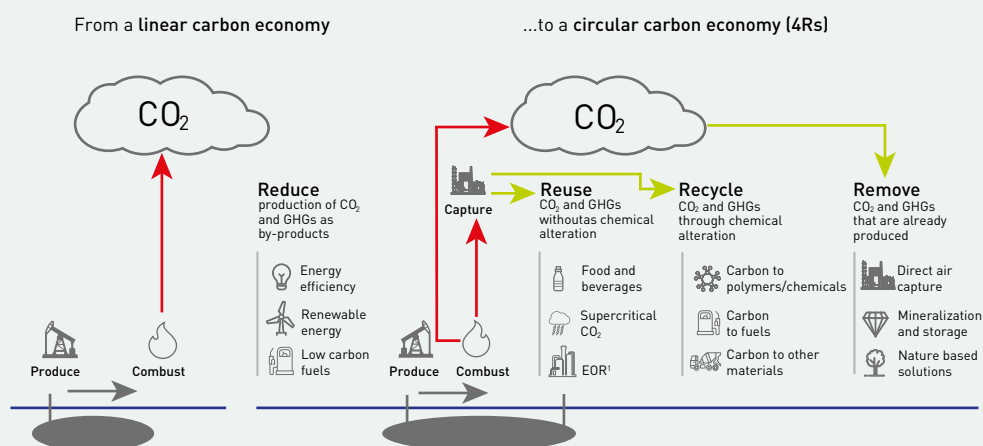 From a linear carbon economy
CO₂
Produce
Combust
...to a circular carbon economy (4Rs)
CO₂
Capture
Produce
Combust
Reduce
production of CO₂
and GHGs as
by-products
Energy
efficiency
Renewable
energy
Low carbon
fuels
Reuse
CO₂ and GHGs
withoutas chemical
alteration
Food and
beverages
Supercritical
CO₂
EOR¹
Recycle
CO₂ and GHGs
through chemical
alteration
Carbon to
polymers/chemicals
Carbon
to fuels
Carbon to other
materials
Remove
CO₂ and GHGs
that are already
produced
Direct air
capture
Mineralization
and storage
Nature based
solutions